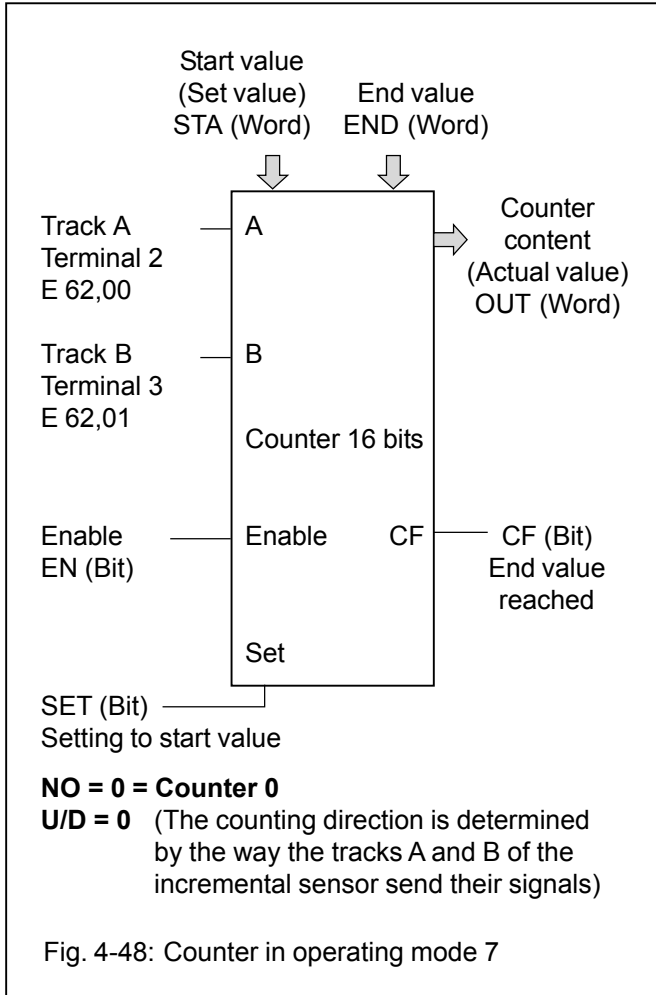 Start value
(Set value)
STA (Word)
End value
END (Word)
Track A
Terminal 2
E 62,00
A
Counter
content
(Actual value)
OUT (Word)
Track B
Terminal 3
E 62,01
B
Counter 16 bits
Enable
EN (Bit)
Enable
CF
CF (Bit)
End value
reached
Set
SET (Bit)
Setting to start value
NO = 0 = Counter 0
U/D = 0 (The counting direction is determined
by the way the tracks A and B of the
incremental sensor send their signals)
Fig. 4-48: Counter in operating mode 7